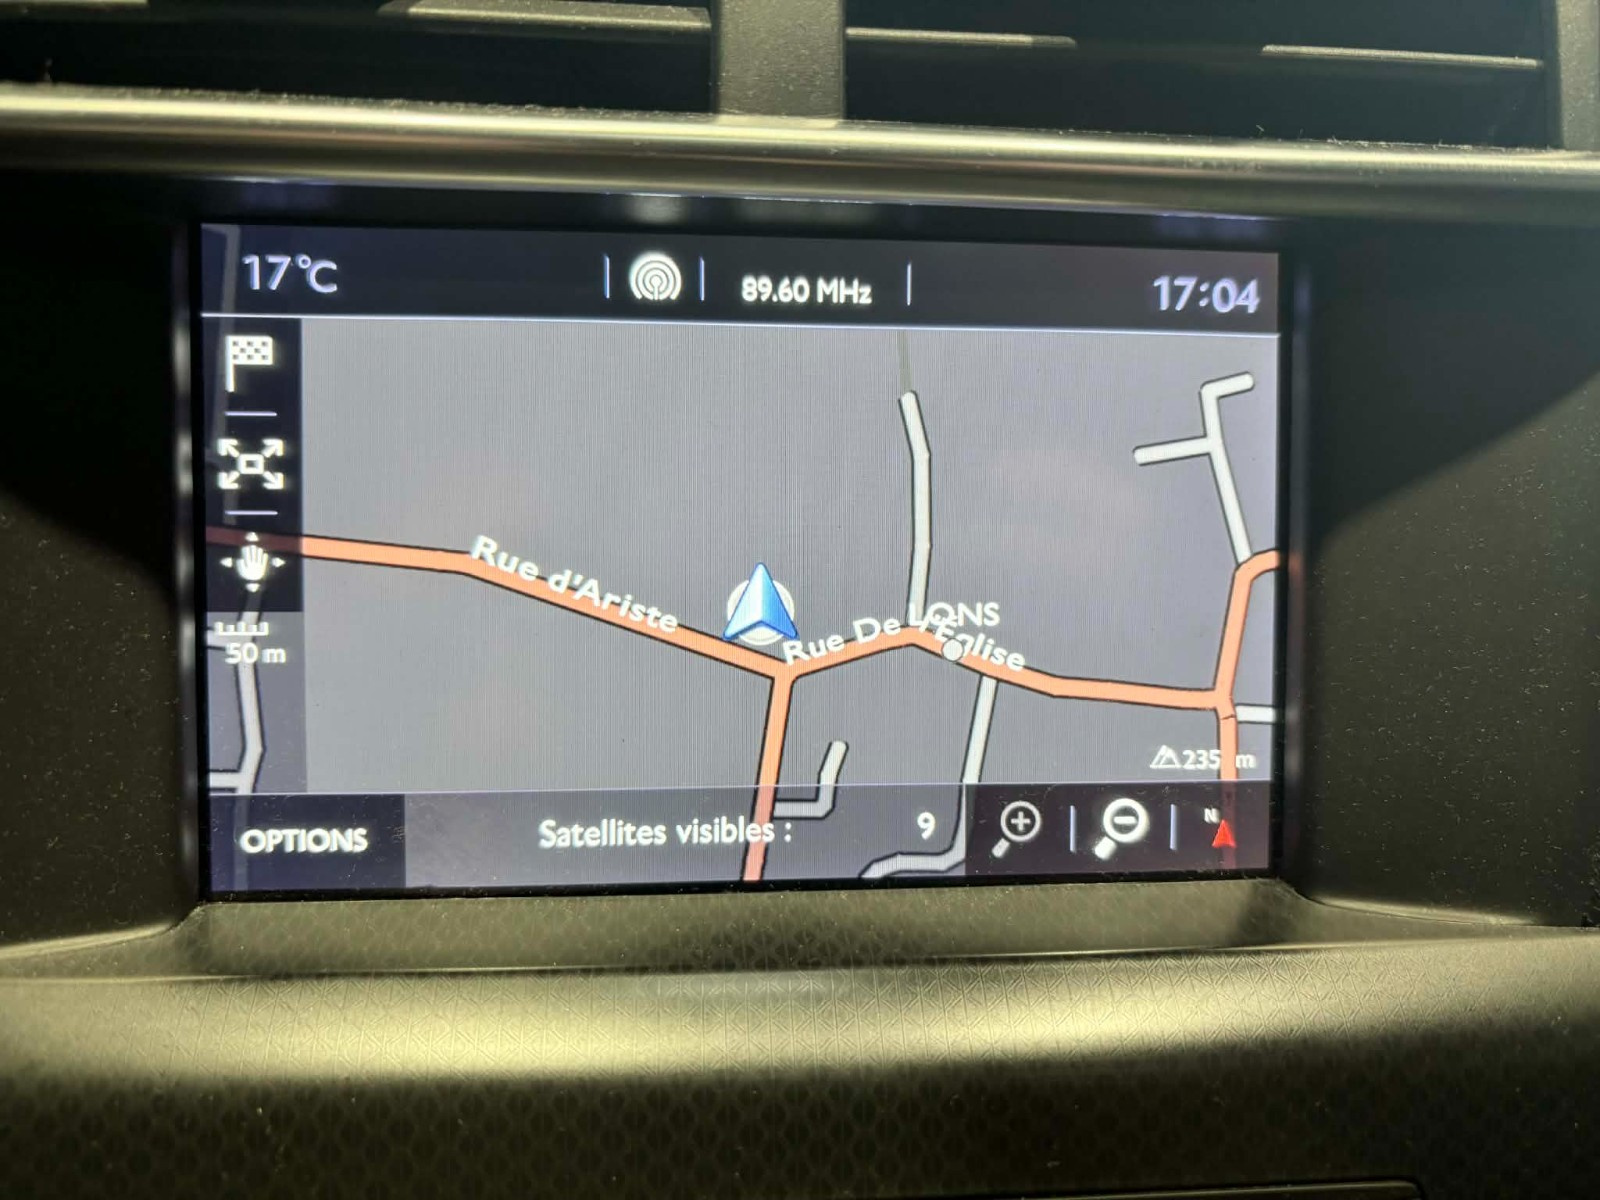 17°C
89.60 MHz
17:04
Rue d'Ariste
LONS
Rue De l'Eglise
50 m
235 m
OPTIONS
Satellites visibles : 9
N